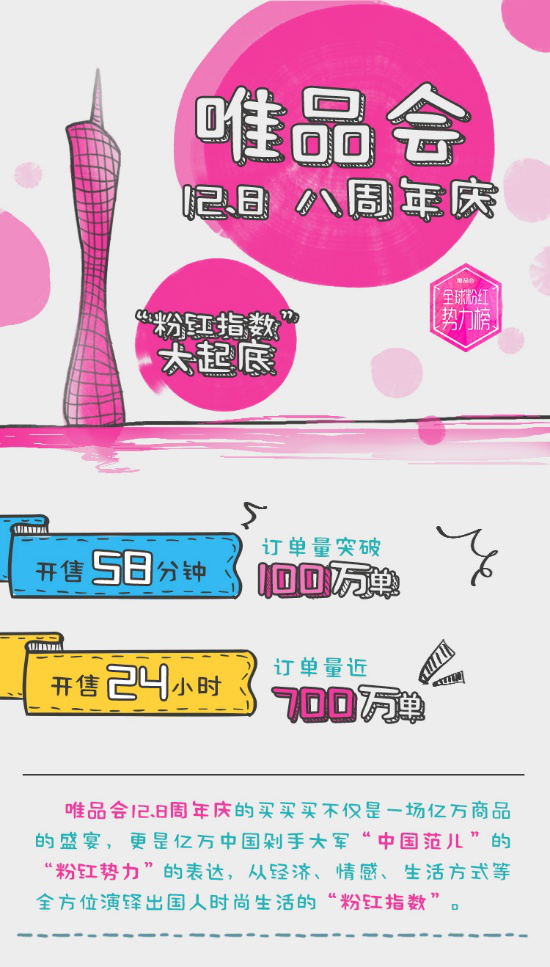 唯品会
12.8 八周年庆
唯品会
全球粉红
势力榜
“粉红指数”
大起底
开售58分钟
订单量突破
100万单
开售24小时
订单量近
700万单
唯品会12.8周年庆的买买买不仅是一场亿万商品
的盛宴，更是亿万中国剁手大军“中国范儿”的
“粉红势力”的表达，从经济、情感、生活方式等
全方位演铎出国人时尚生活的“粉红指数”。